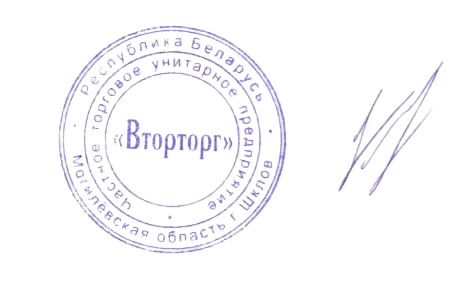 Республика Беларусь
Могилёвская область г Шклов
Частное торговое унитарное предприятие
«Вторторг»